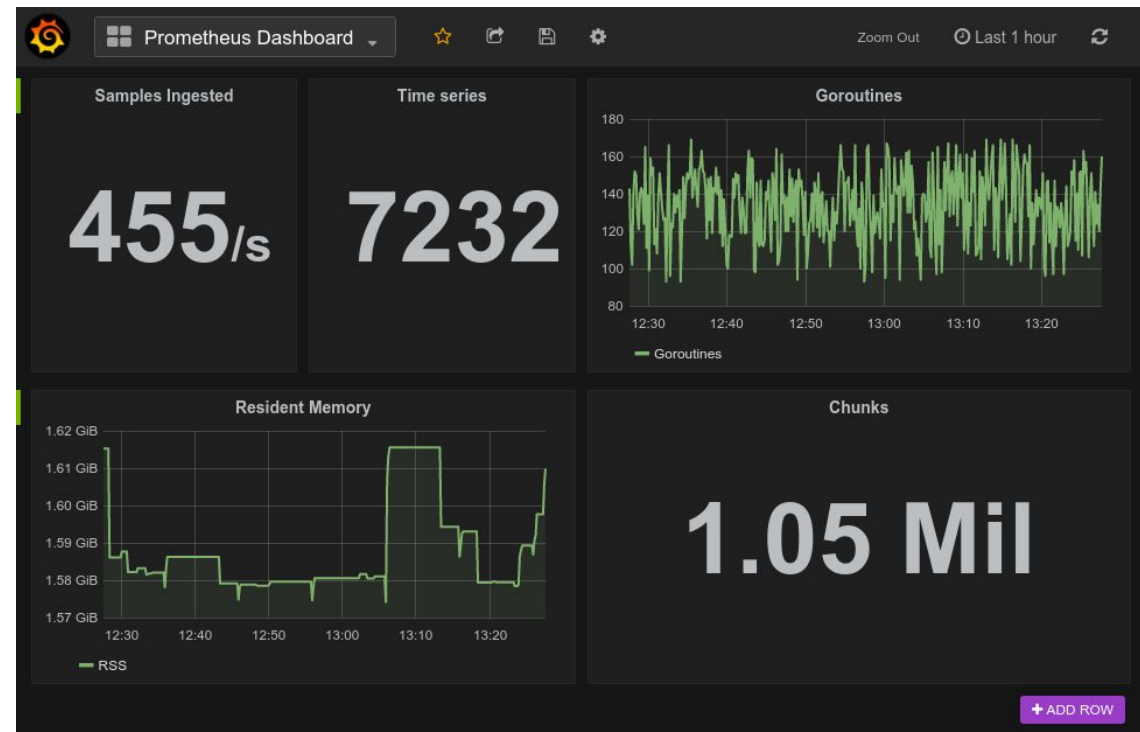 Prometheus Dashboard
Zoom Out
Last 1 hour
Samples Ingested
455/s
Time series
7232
Goroutines
180
160
140
120
100
80
12:30 12:40 12:50 13:00 13:10 13:20
Goroutines
Resident Memory
1.62 GiB
1.61 GiB
1.60 GiB
1.59 GiB
1.58 GiB
1.57 GiB
12:30 12:40 12:50 13:00 13:10 13:20
RSS
Chunks
1.05 Mil
+ ADD ROW